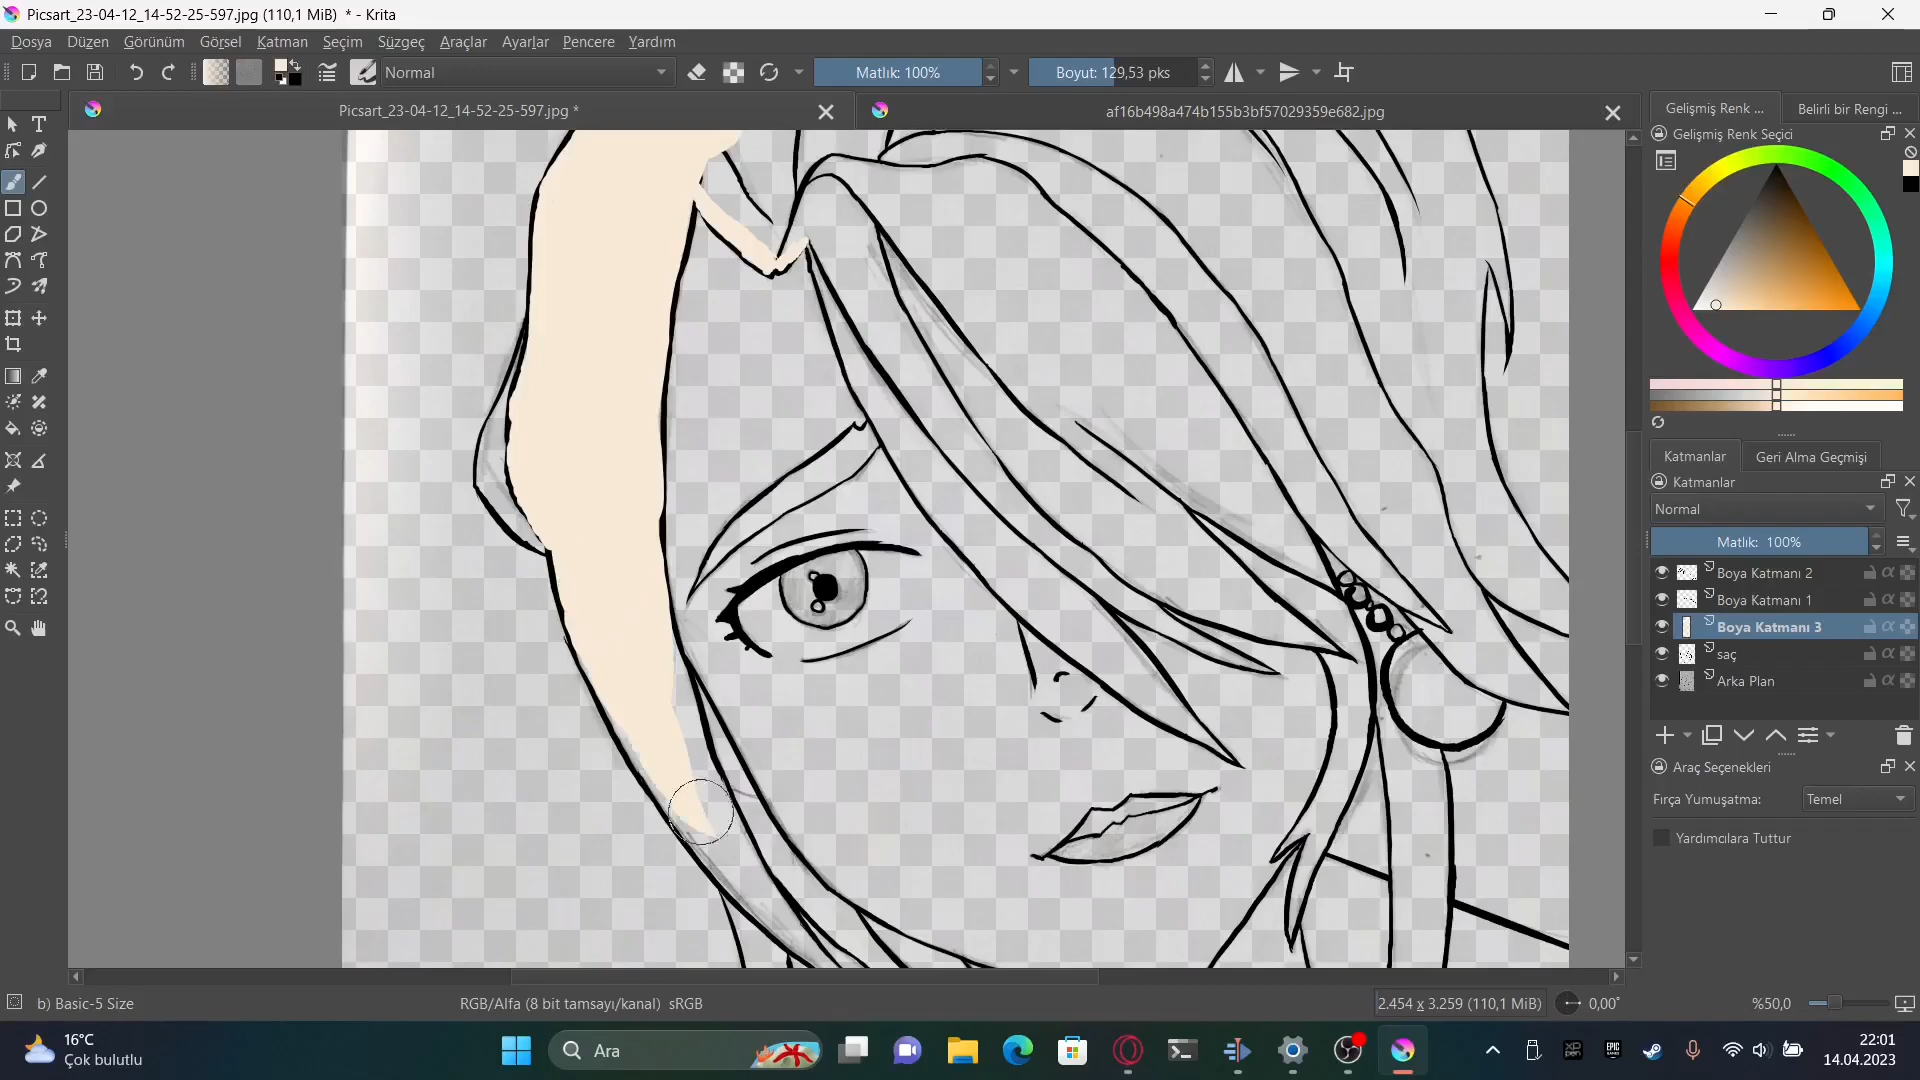 Picsart_23-04-12_14-52-25-597.jpg (110,1 MiB) * - Krita
Dosya Düzen Görünüm Görsel Katman Seçim Süzgeç Araçlar Ayarlar Pencere Yardım
Normal Matlık: 100% Boyut: 129,53 pks
Picsart_23-04-12_14-52-25-597.jpg * af16b498a474b155b3bf57029359e682.jpg
Gelişmiş Renk ... Belirli bir Rengi ...
Gelişmiş Renk Seçici
Katmanlar Geri Alma Geçmişi
Katmanlar
Normal
Matlık: 100%
Boya Katmanı 2
Boya Katmanı 1
Boya Katmanı 3
saç
Arka Plan
Araç Seçenekleri
Fırça Yumuşatma: Temel
Yardımcılara Tuttur
b) Basic-5 Size RGB/Alfa (8 bit tamsayı/kanal) sRGB 2.454 x 3.259 (110,1 MiB) 0,00° %50,0
16°C
Çok bulutlu
Ara
XP PEN
EPIC GAMES
22:01
14.04.2023